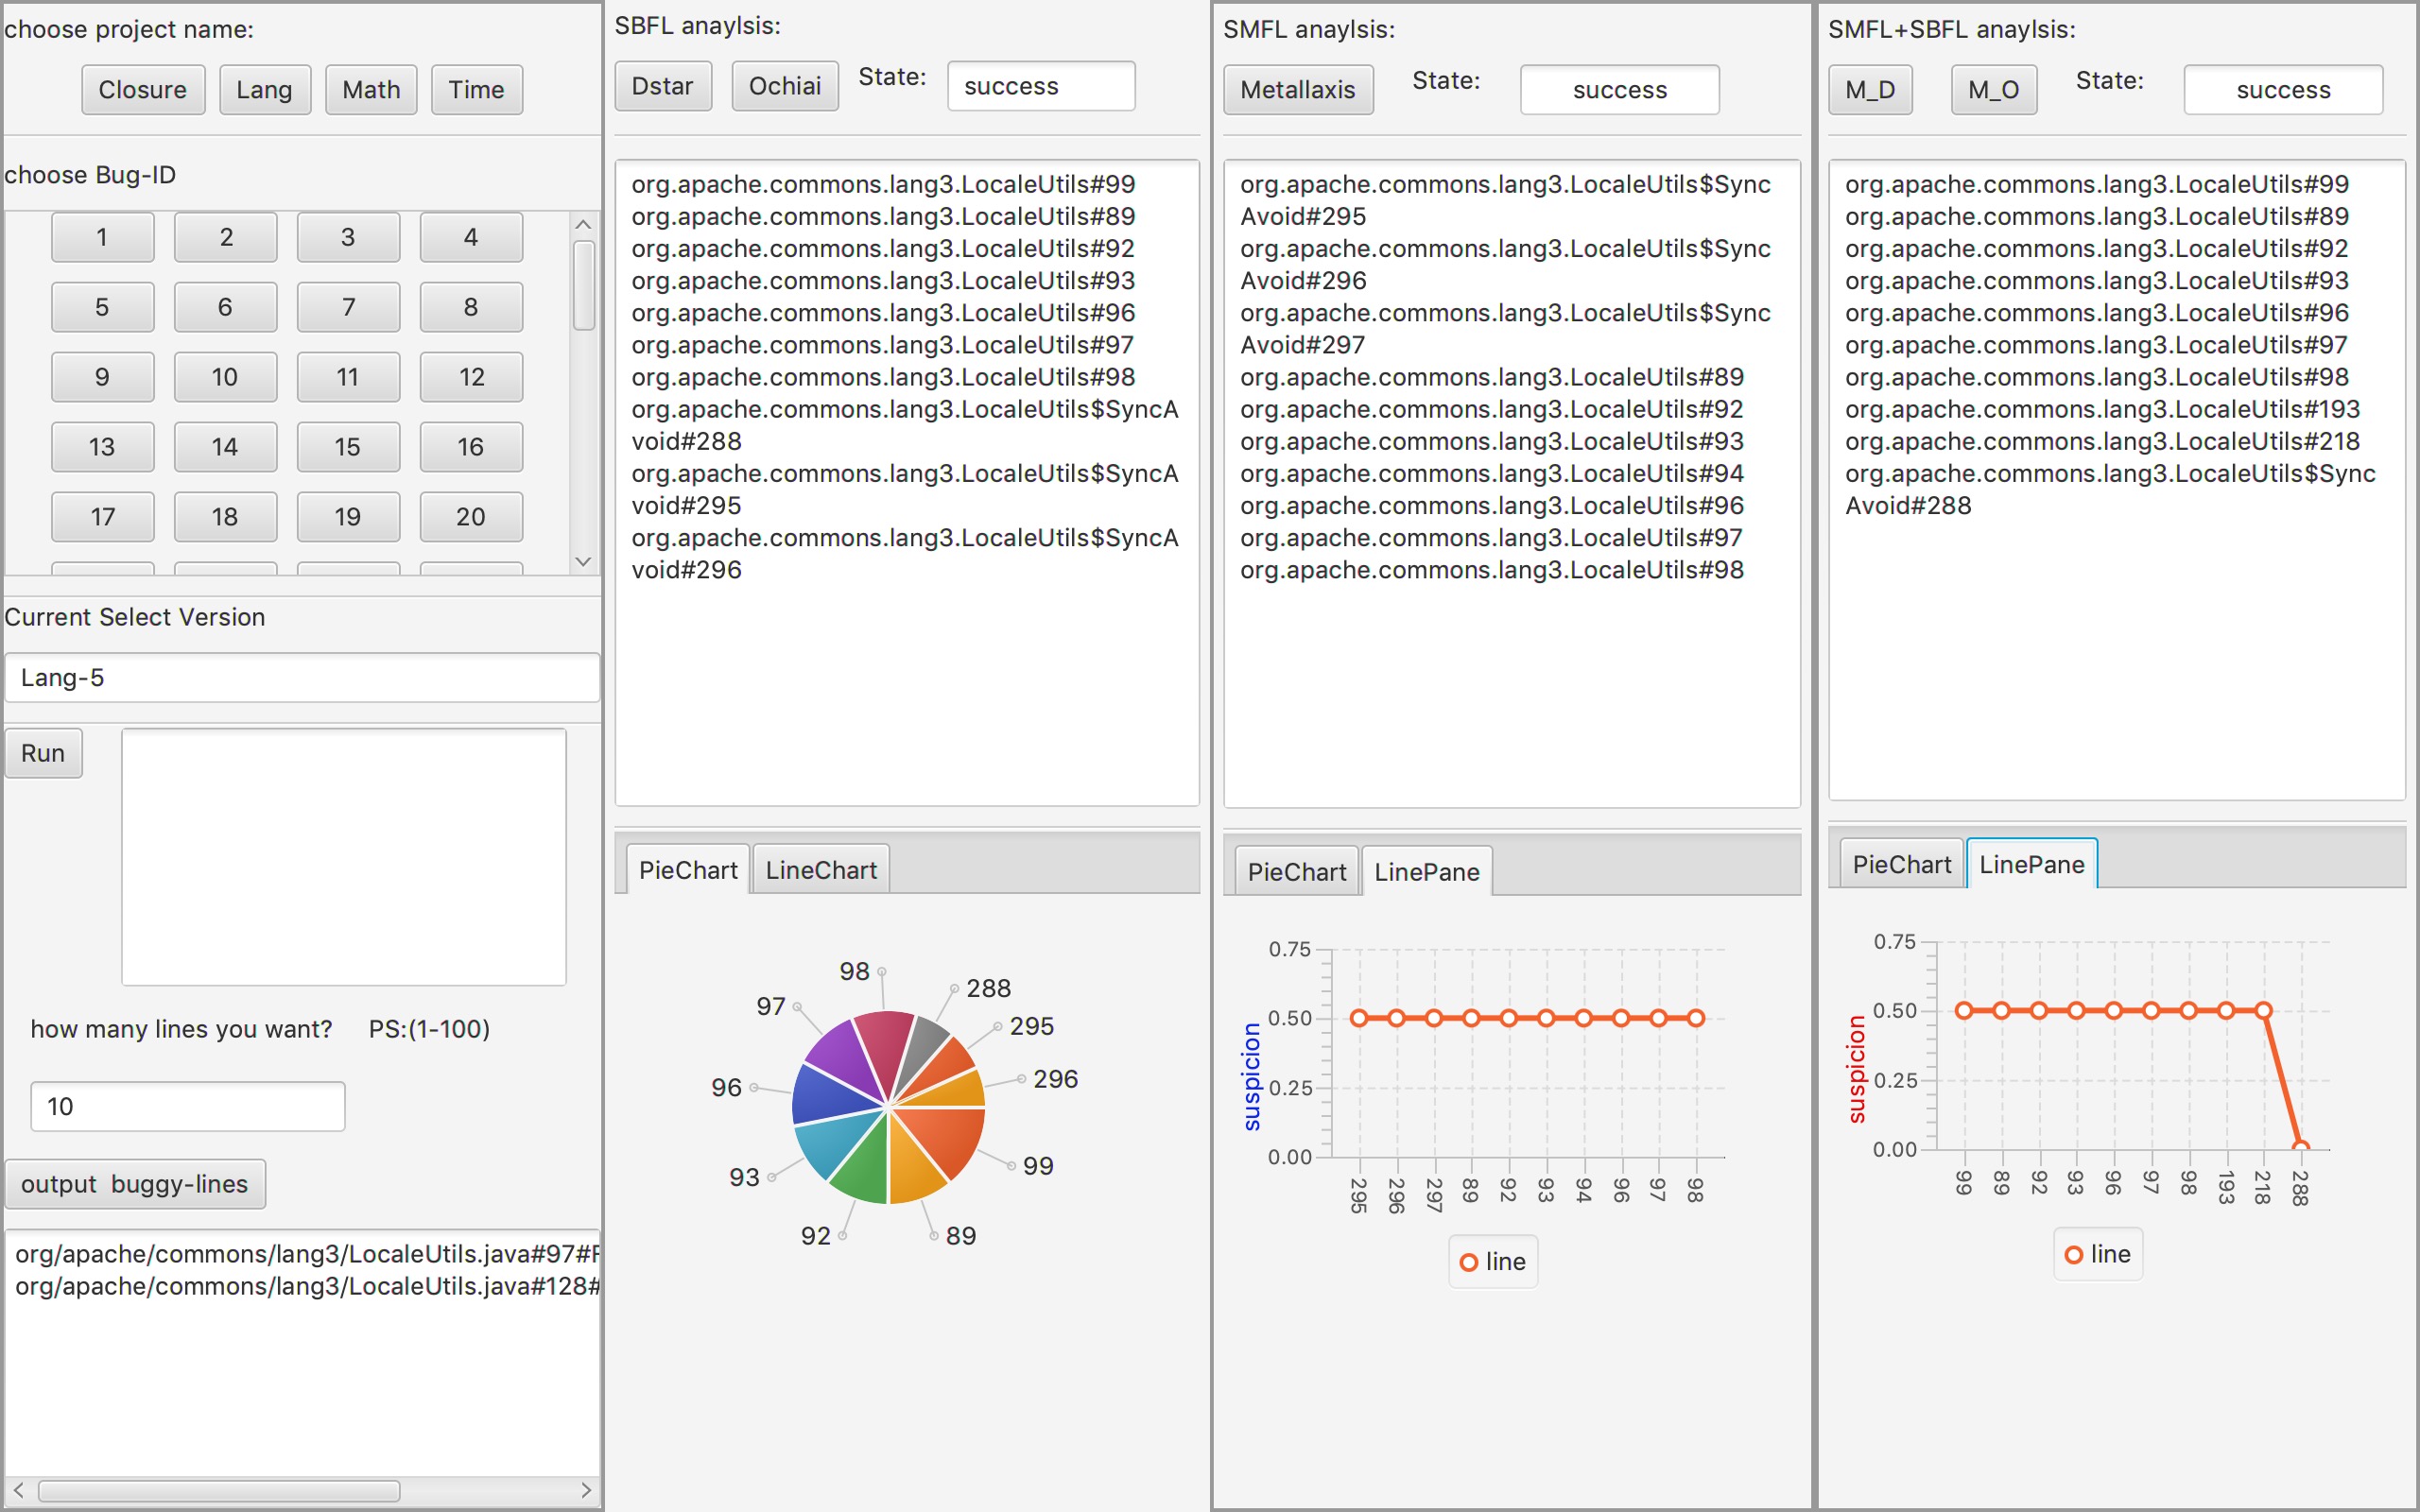 choose project name:
Closure Lang Math Time
choose Bug-ID
1 2 3 4
5 6 7 8
9 10 11 12
13 14 15 16
17 18 19 20
Current Select Version
Lang-5
Run
how many lines you want? PS:(1-100)
10
output buggy-lines
org/apache/commons/lang3/LocaleUtils.java#97#
org/apache/commons/lang3/LocaleUtils.java#128#
SBFL anaylsis:
Dstar Ochiai State: success
org.apache.commons.lang3.LocaleUtils#99
org.apache.commons.lang3.LocaleUtils#89
org.apache.commons.lang3.LocaleUtils#92
org.apache.commons.lang3.LocaleUtils#93
org.apache.commons.lang3.LocaleUtils#96
org.apache.commons.lang3.LocaleUtils#97
org.apache.commons.lang3.LocaleUtils#98
org.apache.commons.lang3.LocaleUtils$SyncA
void#288
org.apache.commons.lang3.LocaleUtils$SyncA
void#295
org.apache.commons.lang3.LocaleUtils$SyncA
void#296
PieChart LineChart
98
288
97
295
296
96
99
93
92
89
SMFL anaylsis:
Metallaxis State: success
org.apache.commons.lang3.LocaleUtils$Sync
Avoid#295
org.apache.commons.lang3.LocaleUtils$Sync
Avoid#296
org.apache.commons.lang3.LocaleUtils$Sync
Avoid#297
org.apache.commons.lang3.LocaleUtils#89
org.apache.commons.lang3.LocaleUtils#92
org.apache.commons.lang3.LocaleUtils#93
org.apache.commons.lang3.LocaleUtils#94
org.apache.commons.lang3.LocaleUtils#96
org.apache.commons.lang3.LocaleUtils#97
org.apache.commons.lang3.LocaleUtils#98
PieChart LinePane
suspicion
0.75
0.50
0.25
0.00
295 296 297 89 92 93 94 96 97 98
line
SMFL+SBFL anaylsis:
M_D M_O State: success
org.apache.commons.lang3.LocaleUtils#99
org.apache.commons.lang3.LocaleUtils#89
org.apache.commons.lang3.LocaleUtils#92
org.apache.commons.lang3.LocaleUtils#93
org.apache.commons.lang3.LocaleUtils#96
org.apache.commons.lang3.LocaleUtils#97
org.apache.commons.lang3.LocaleUtils#98
org.apache.commons.lang3.LocaleUtils#193
org.apache.commons.lang3.LocaleUtils#218
org.apache.commons.lang3.LocaleUtils$Sync
Avoid#288
PieChart LinePane
suspicion
0.75
0.50
0.25
0.00
99 89 92 93 96 97 98 193 218 288
line